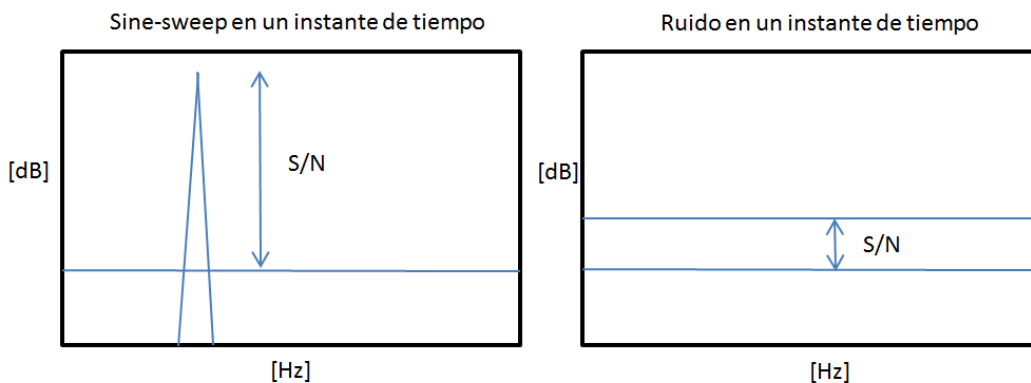 Sine-sweep en un instante de tiempo
[dB]
S/N
[Hz]
Ruido en un instante de tiempo
[dB]
S/N
[Hz]